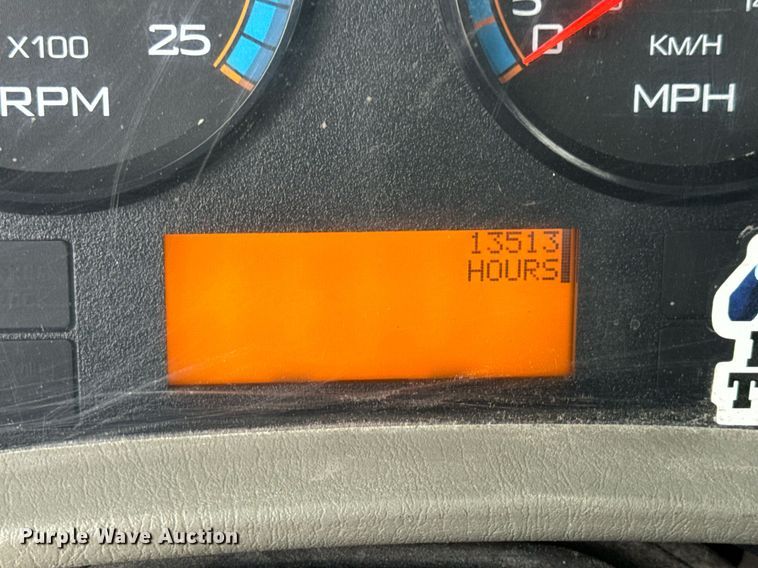 X100
25
RPM
5
0
KM/H
MPH
13513
HOURS
Purple Wave Auction